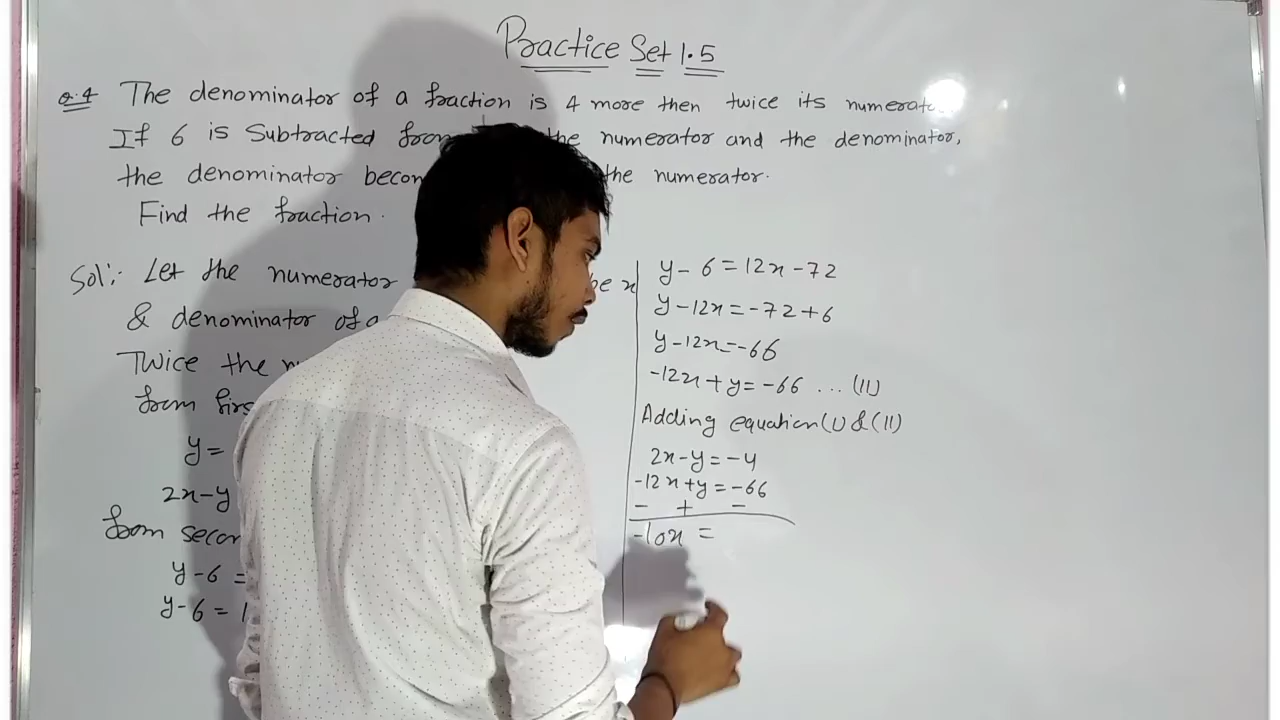 Practice Set 1.5
Q.4 The denominator of a fraction is 4 more then twice its numerato
If 6 is Subtracted from the numerator and the denominator,
the denominator becom the numerator.
Find the fraction.
Sol: Let the numerator be x
& denominator of a
Twice the
from firs
y=
2x-y
from secon
y-6 =
y-6 = 1
y-6=12x-72
y-12x=-72+6
y-12x=-66
-12x+y=-66 ... (II)
Adding equation (I) & (II)
2x-y=-4
-12x+y=-66
- + -
-10x =